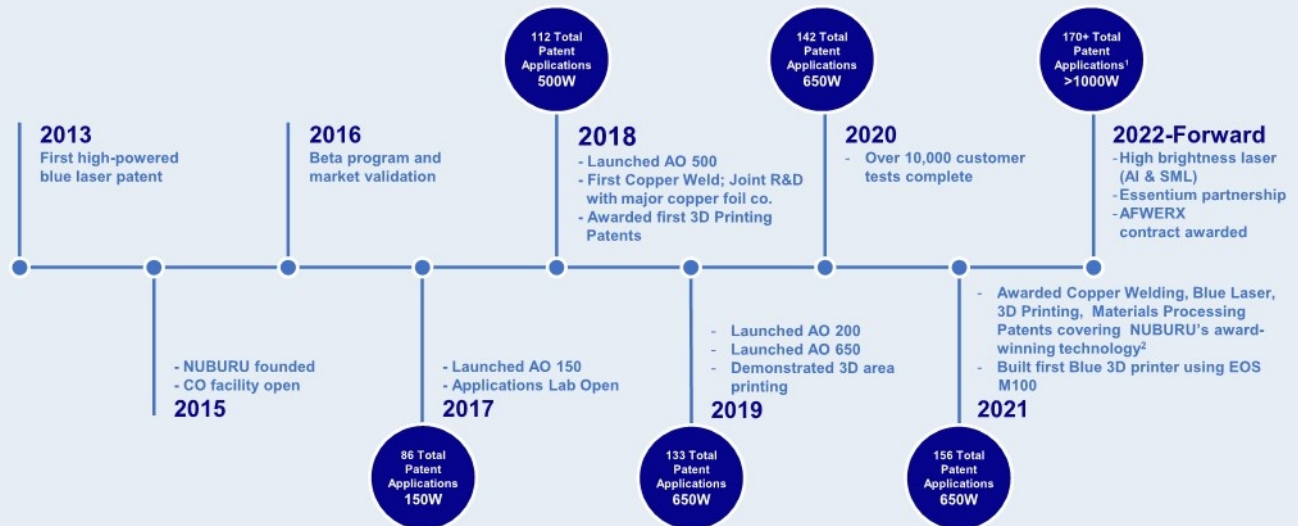 112 Total
Patent
Applications
500W
142 Total
Patent
Applications
650W
170+ Total
Patent
Applications¹
>1000W
2013
First high-powered
blue laser patent
2016
Beta program and
market validation
2018
- Launched AO 500
- First Copper Weld; Joint R&D
with major copper foil co.
- Awarded first 3D Printing
Patents
2020
- Over 10,000 customer
tests complete
2022-Forward
-High brightness laser
(AI & SML)
-Essentium partnership
-AFWERX
contract awarded
- NUBURU founded
- CO facility open
2015
- Launched AO 150
- Applications Lab Open
2017
- Launched AO 200
- Launched AO 650
- Demonstrated 3D area
printing
2019
- Awarded Copper Welding, Blue Laser,
3D Printing, Materials Processing
Patents covering NUBURU's award-
winning technology²
- Built first Blue 3D printer using EOS
M100
2021
86 Total
Patent
Applications
150W
133 Total
Patent
Applications
650W
156 Total
Patent
Applications
650W